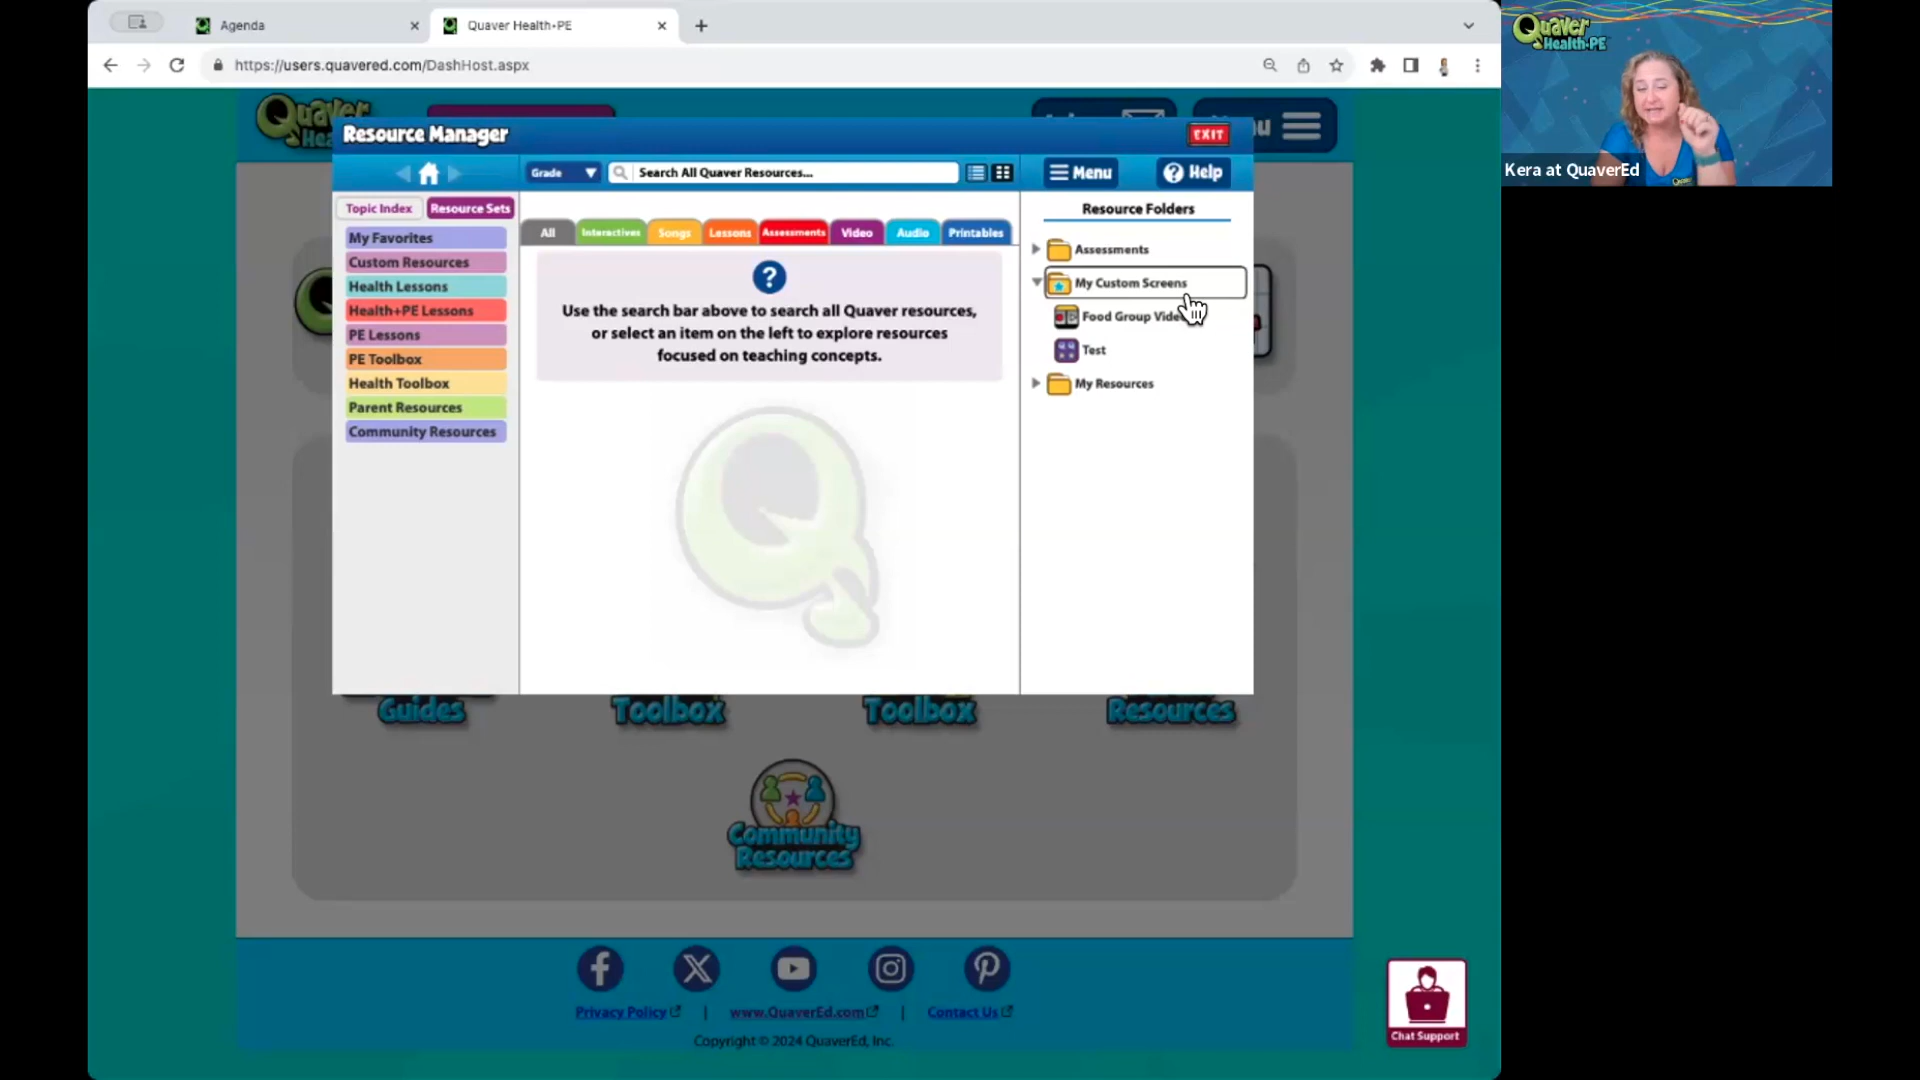 Agenda
Quaver Health•PE
https://users.quavered.com/DashHost.aspx
Quaver
Health•PE
Kera at QuaverEd
Quaver
Resource Manager
EXIT
Grade
Search All Quaver Resources...
Menu
Help
Topic Index
Resource Sets
My Favorites
Custom Resources
Health Lessons
Health+PE Lessons
PE Lessons
PE Toolbox
Health Toolbox
Parent Resources
Community Resources
All
Interactives
Songs
Lessons
Assessments
Video
Audio
Printables
?
Use the search bar above to search all Quaver resources,
or select an item on the left to explore resources
focused on teaching concepts.
Resource Folders
Assessments
My Custom Screens
Food Group
Test
My Resources
Guides
Toolbox
Toolbox
Resources
Community
Resources
Privacy Policy | www.QuaverEd.com | Contact Us
Copyright © 2024 QuaverEd, Inc.
Chat Support